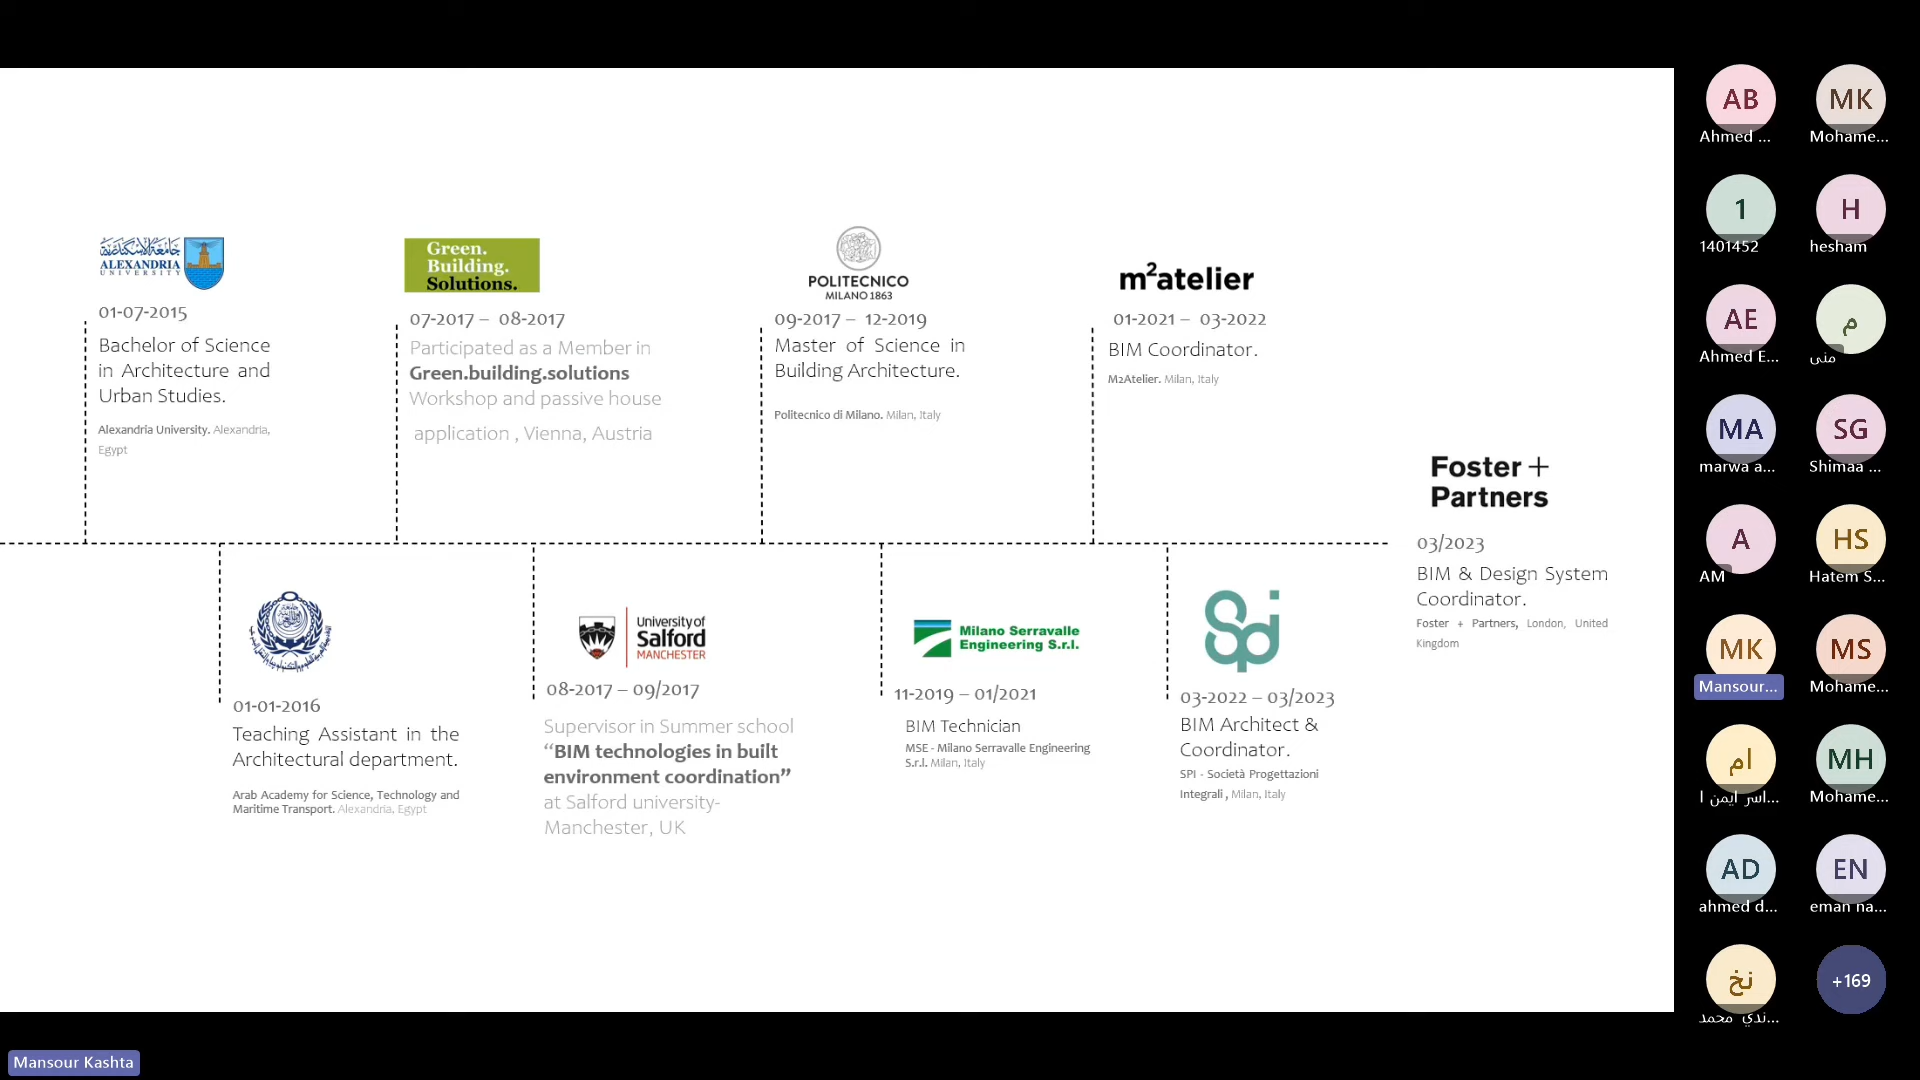 جامعة الإسكندرية
ALEXANDRIA
UNIVERSITY
01-07-2015
Bachelor of Science
in Architecture and
Urban Studies.
Alexandria University. Alexandria,
Egypt
Green.
Building.
Solutions.
07-2017 – 08-2017
Participated as a Member in
Green.building.solutions
Workshop and passive house
application , Vienna, Austria
POLITECNICO
MILANO 1863
09-2017 – 12-2019
Master of Science in
Building Architecture.
Politecnico di Milano. Milan, Italy
m²atelier
01-2021 – 03-2022
BIM Coordinator.
M2Atelier. Milan, Italy
Foster +
Partners
03/2023
BIM & Design System
Coordinator.
Foster + Partners, London, United
Kingdom
01-01-2016
Teaching Assistant in the
Architectural department.
Arab Academy for Science, Technology and
Maritime Transport. Alexandria, Egypt
University of
Salford
MANCHESTER
08-2017 – 09/2017
Supervisor in Summer school
“BIM technologies in built
environment coordination”
at Salford university-
Manchester, UK
Milano Serravalle
Engineering S.r.l.
11-2019 – 01/2021
BIM Technician
MSE - Milano Serravalle Engineering
S.r.l. Milan, Italy
Spi
03-2022 – 03/2023
BIM Architect &
Coordinator.
SPI - Società Progettazioni
Integrali , Milan, Italy
AB
Ahmed ...
MK
Mohame...
1
1401452
H
hesham
AE
Ahmed E...
م
منى
MA
marwa a...
SG
Shimaa ...
A
AM
HS
Hatem S...
MK
Mansour...
MS
Mohame...
ام
ياسر ايمن ا...
MH
Mohame...
AD
ahmed d...
EN
eman na...
نخ
+169
Mansour Kashta